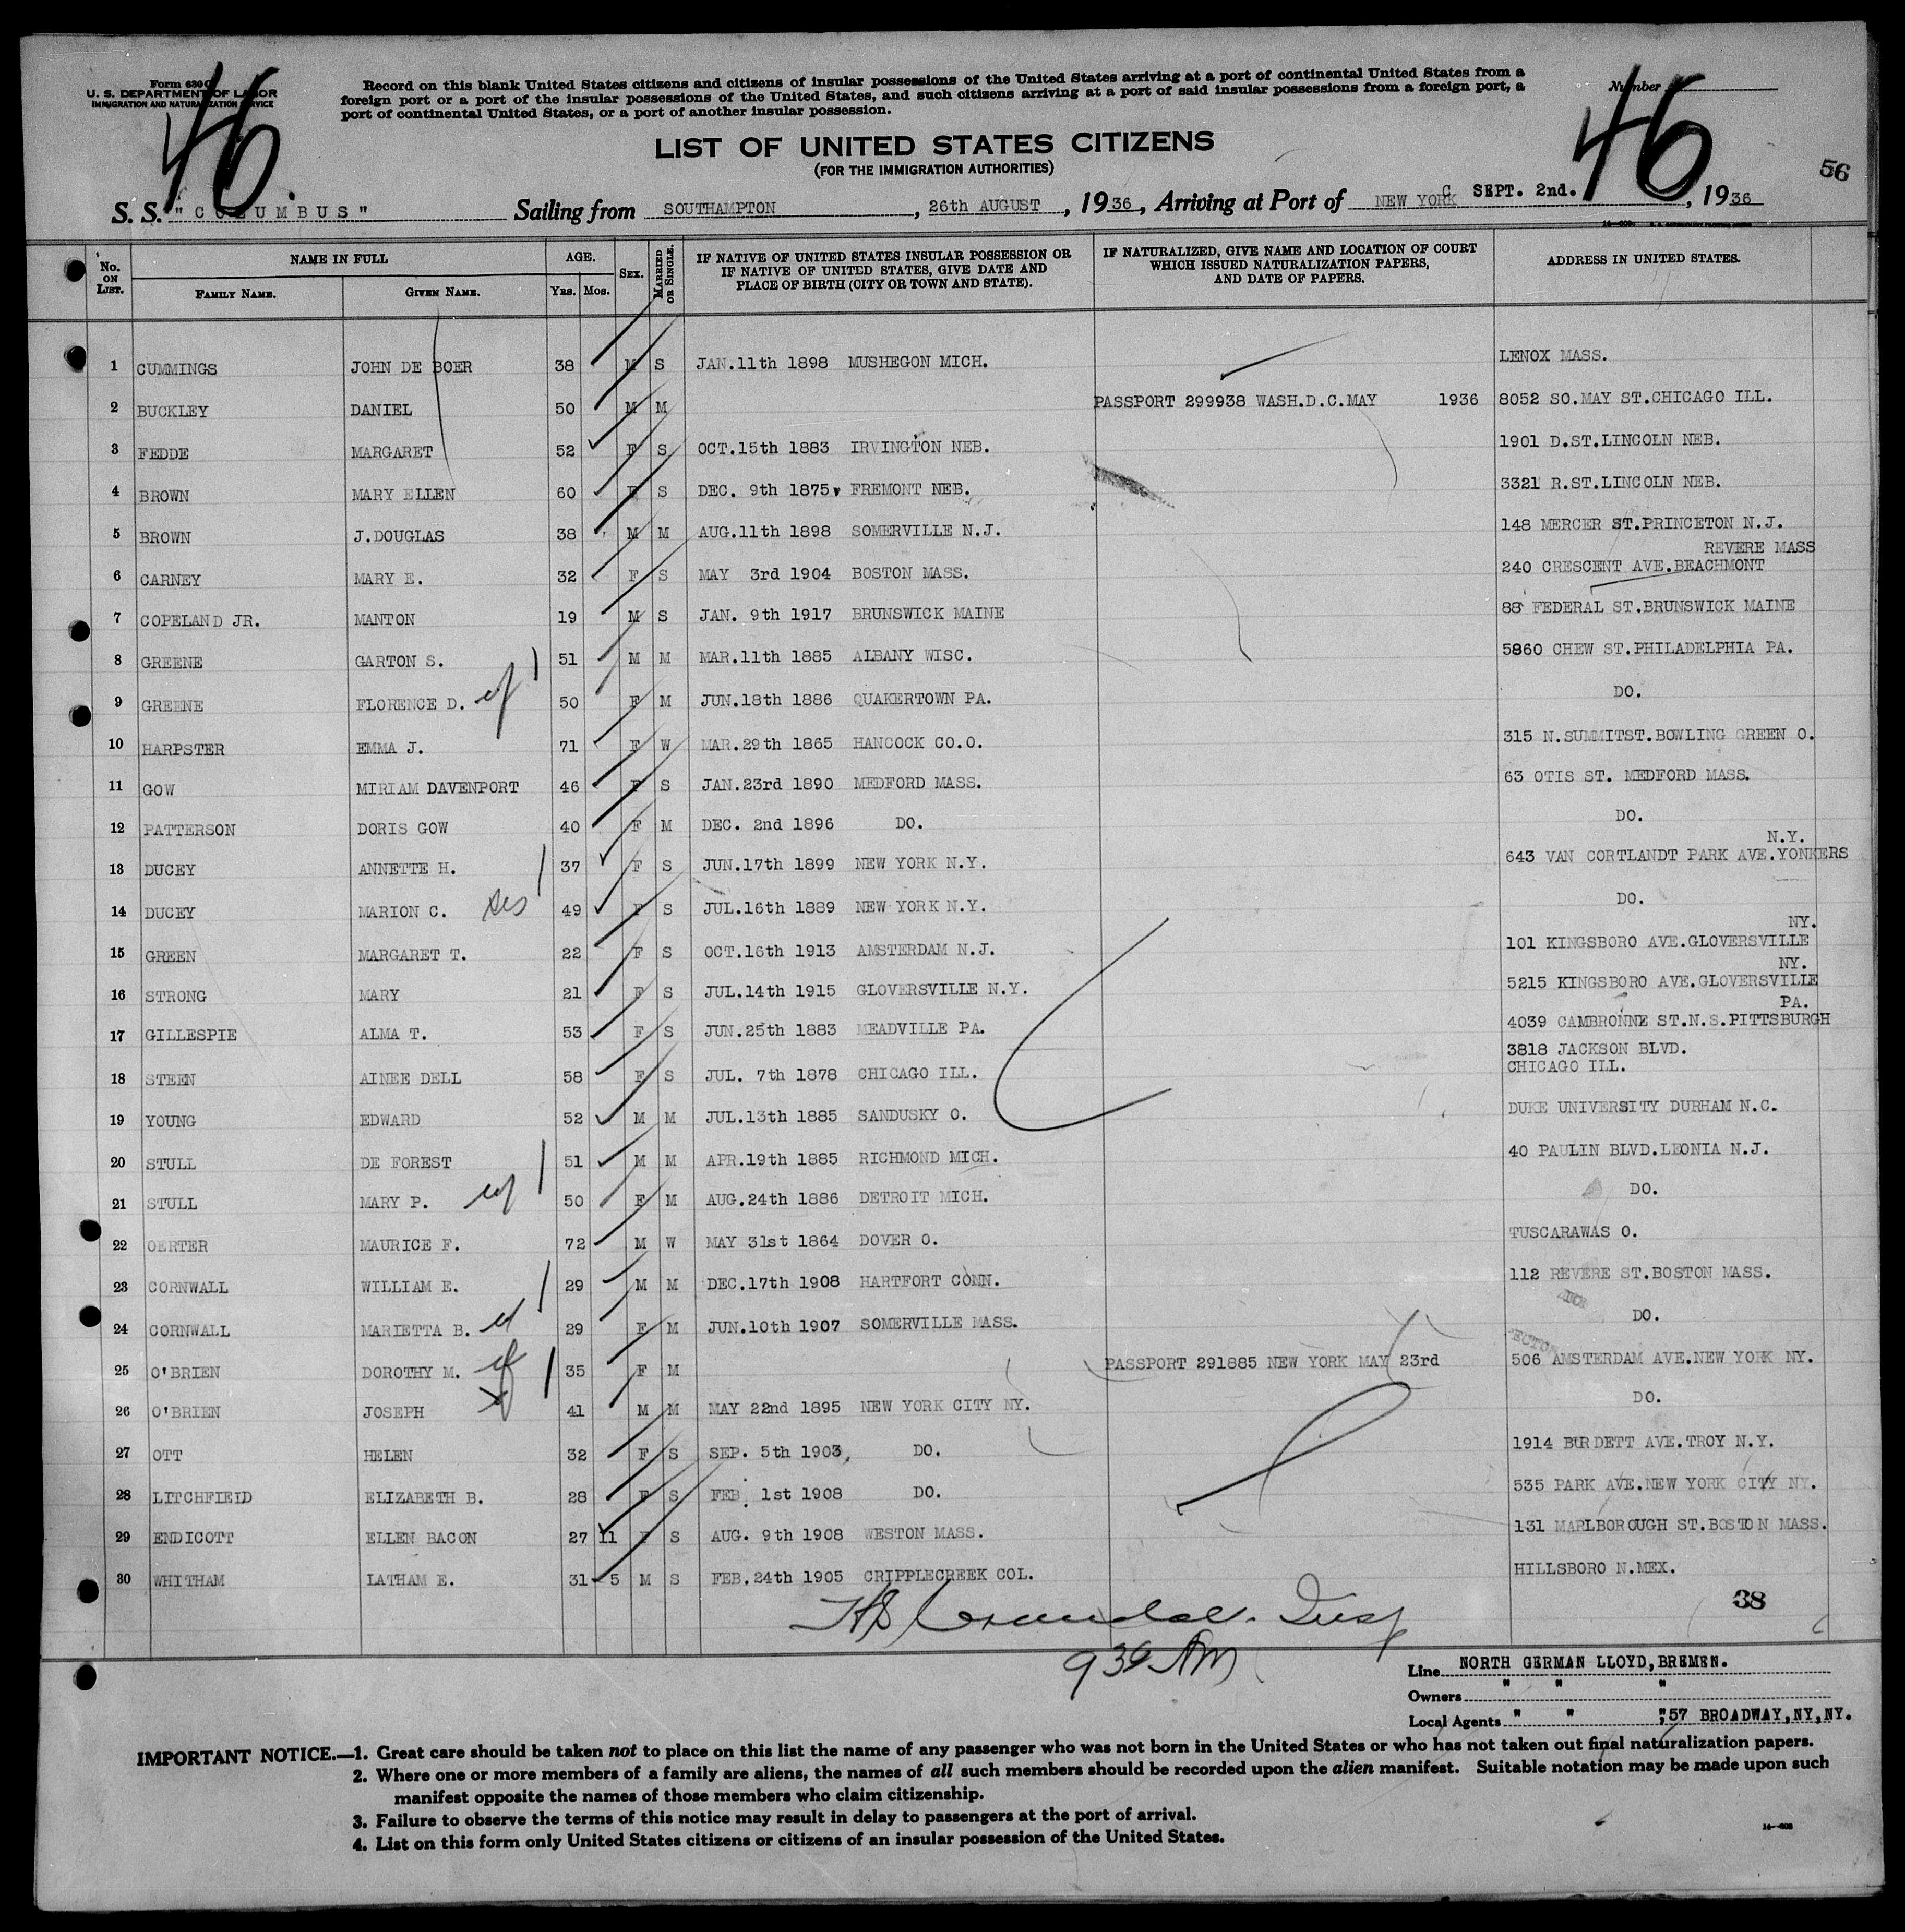 Form 630 C
U. S. DEPARTMENT OF LABOR
IMMIGRATION AND NATURALIZATION SERVICE
46
Record on this blank United States citizens and citizens of insular possessions of the United States arriving at a port of continental United States from a
foreign port or a port of the insular possessions of the United States, and such citizens arriving at a port of said insular possessions from a foreign port, a
port of continental United States, or a port of another insular possession.
Number
46
LIST OF UNITED STATES CITIZENS
(FOR THE IMMIGRATION AUTHORITIES)
56
S. S. "COLUMBUS" Sailing from SOUTHAMPTON, 26th AUGUST, 1936, Arriving at Port of NEW YORK SEPT. 2nd., 1936
No. ON LIST. NAME IN FULL FAMILY NAME. GIVEN NAME. AGE. YRS. MOS. SEX. MARRIED OR SINGLE. IF NATIVE OF UNITED STATES INSULAR POSSESSION OR IF NATIVE OF UNITED STATES, GIVE DATE AND PLACE OF BIRTH (CITY OR TOWN AND STATE). IF NATURALIZED, GIVE NAME AND LOCATION OF COURT WHICH ISSUED NATURALIZATION PAPERS, AND DATE OF PAPERS. ADDRESS IN UNITED STATES.
1 CUMMINGS JOHN DE BOER 38 M S JAN.11th 1898 MUSHEGON MICH. LENOX MASS.
2 BUCKLEY DANIEL 50 M M PASSPORT 299938 WASH.D.C.MAY 1936 8052 SO.MAY ST.CHICAGO ILL.
3 FEDDE MARGARET 52 F S OCT.15th 1883 IRVINGTON NEB. 1901 D.ST.LINCOLN NEB.
4 BROWN MARY ELLEN 60 F S DEC. 9th 1875 FREMONT NEB. 3321 R.ST.LINCOLN NEB.
5 BROWN J.DOUGLAS 38 M M AUG.11th 1898 SOMERVILLE N.J. 148 MERCER ST.PRINCETON N.J.
REVERE MASS
6 CARNEY MARY E. 32 F S MAY 3rd 1904 BOSTON MASS. 240 CRESCENT AVE.BEACHMONT
7 COPELAND JR. MANTON 19 M S JAN. 9th 1917 BRUNSWICK MAINE 88 FEDERAL ST.BRUNSWICK MAINE
8 GREENE GARTON S. 51 M M MAR.11th 1885 ALBANY WISC. 5860 CHEW ST.PHILADELPHIA PA.
9 GREENE FLORENCE D. 50 F M JUN.18th 1886 QUAKERTOWN PA. DO.
10 HARPSTER EMMA J. 71 F W MAR.29th 1865 HANCOCK CO.O. 315 N.SUMMITST.BOWLING GREEN O.
11 GOW MIRIAM DAVENPORT 46 F S JAN.23rd 1890 MEDFORD MASS. 63 OTIS ST. MEDFORD MASS.
12 PATTERSON DORIS GOW 40 F M DEC. 2nd 1896 DO. DO.
N.Y.
13 DUCEY ANNETTE H. 37 F S JUN.17th 1899 NEW YORK N.Y. 643 VAN CORTLANDT PARK AVE.YONKERS
14 DUCEY MARION C. sis 49 F S JUL.16th 1889 NEW YORK N.Y. DO.
NY.
15 GREEN MARGARET T. 22 F S OCT.16th 1913 AMSTERDAM N.J. 101 KINGSBORO AVE.GLOVERSVILLE
NY.
16 STRONG MARY 21 F S JUL.14th 1915 GLOVERSVILLE N.Y. 5215 KINGSBORO AVE.GLOVERSVILLE
PA.
17 GILLESPIE ALMA T. 53 F S JUN.25th 1883 MEADVILLE PA. 4039 CAMBRONNE ST.N.S.PITTSBURGH
3818 JACKSON BLVD.
18 STEEN AINEE DELL 58 F S JUL. 7th 1878 CHICAGO ILL. CHICAGO ILL.
19 YOUNG EDWARD 52 M M JUL.13th 1885 SANDUSKY O. DUKE UNIVERSITY DURHAM N.C.
20 STULL DE FOREST 51 M M APR.19th 1885 RICHMOND MICH. 40 PAULIN BLVD.LEONIA N.J.
21 STULL MARY P. 50 F M AUG.24th 1886 DETROIT MICH. DO.
22 OERTER MAURICE F. 72 M W MAY 31st 1864 DOVER O. TUSCARAWAS O.
23 CORNWALL WILLIAM E. 29 M M DEC.17th 1908 HARTFORT CONN. 112 REVERE ST.BOSTON MASS.
24 CORNWALL MARIETTA B. 29 F M JUN.10th 1907 SOMERVILLE MASS. DO.
25 O'BRIEN DOROTHY M. 35 F M PASSPORT 291885 NEW YORK MAY 23rd 506 AMSTERDAM AVE.NEW YORK NY.
26 O'BRIEN JOSEPH 41 M M MAY 22nd 1895 NEW YORK CITY NY. DO.
27 OTT HELEN 32 F S SEP. 5th 1903, DO. 1914 BURDETT AVE.TROY N.Y.
28 LITCHFIELD ELIZABETH B. 28 F S FEB. 1st 1908 DO. 535 PARK AVE.NEW YORK CITY NY.
29 ENDICOTT ELLEN BACON 27 11 F S AUG. 9th 1908 WESTON MASS. 131 MARLBOROUGH ST.BOSTON MASS.
30 WHITHAM LATHAM E. 31 5 M S FEB.24th 1905 CRIPPLECREEK COL. HILLSBORO N.MEX.
38
Insp
9 30 AM
Line NORTH GERMAN LLOYD,BREMEN.
Owners " " "
Local Agents " " ";57 BROADWAY,NY,NY.
IMPORTANT NOTICE.—1. Great care should be taken not to place on this list the name of any passenger who was not born in the United States or who has not taken out final naturalization papers.
2. Where one or more members of a family are aliens, the names of all such members should be recorded upon the alien manifest. Suitable notation may be made upon such
manifest opposite the names of those members who claim citizenship.
3. Failure to observe the terms of this notice may result in delay to passengers at the port of arrival.
4. List on this form only United States citizens or citizens of an insular possession of the United States.